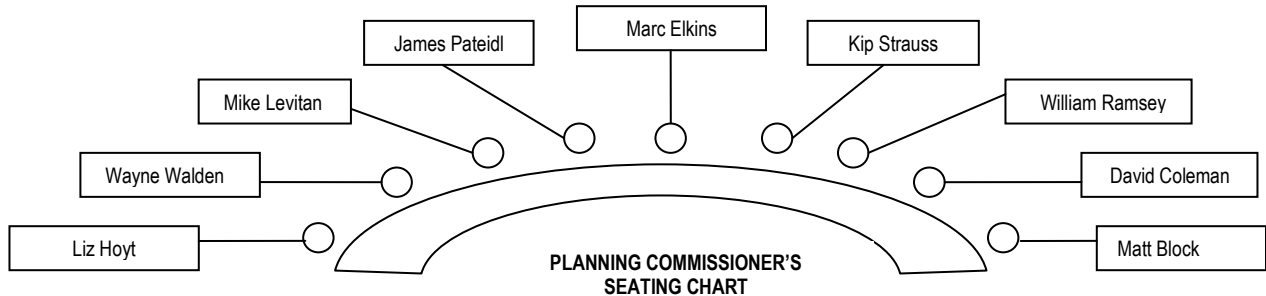 Marc Elkins
James Pateidl
Kip Strauss
Mike Levitan
William Ramsey
Wayne Walden
David Coleman
Liz Hoyt
Matt Block
PLANNING COMMISSIONER'S
SEATING CHART